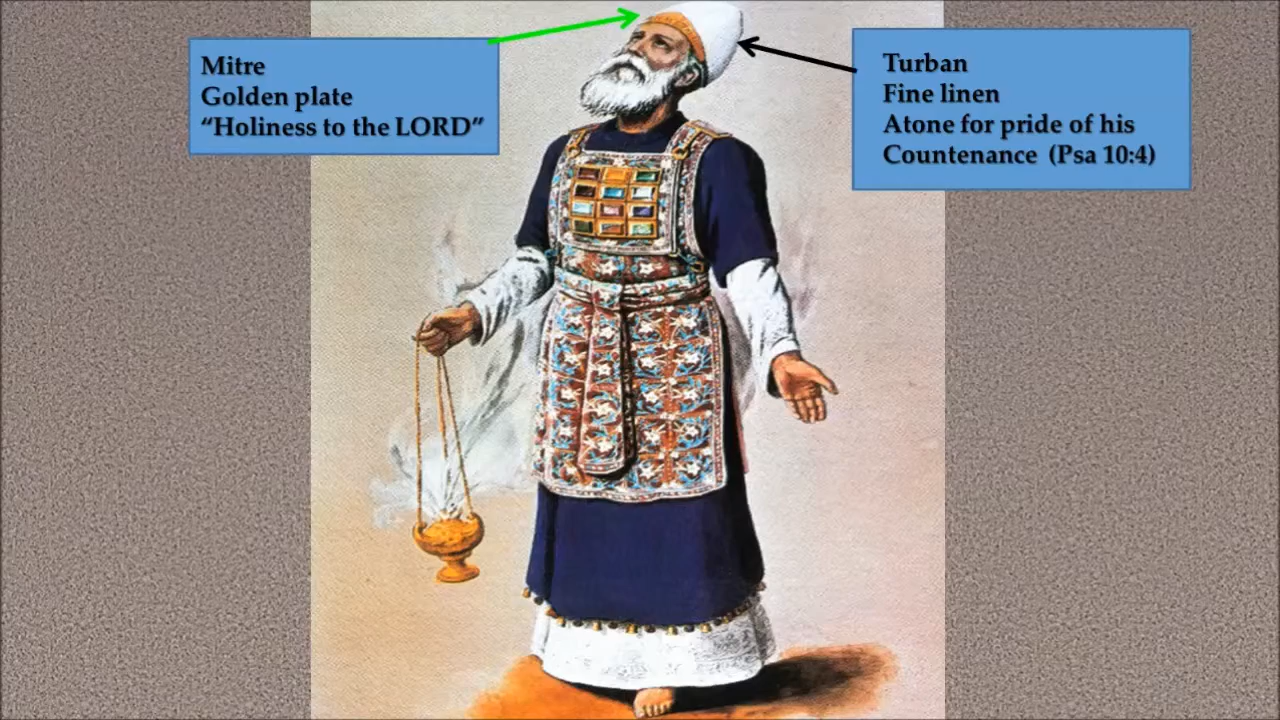 Mitre
Golden plate
“Holiness to the LORD”
Turban
Fine linen
Atone for pride of his
Countenance (Psa 10:4)